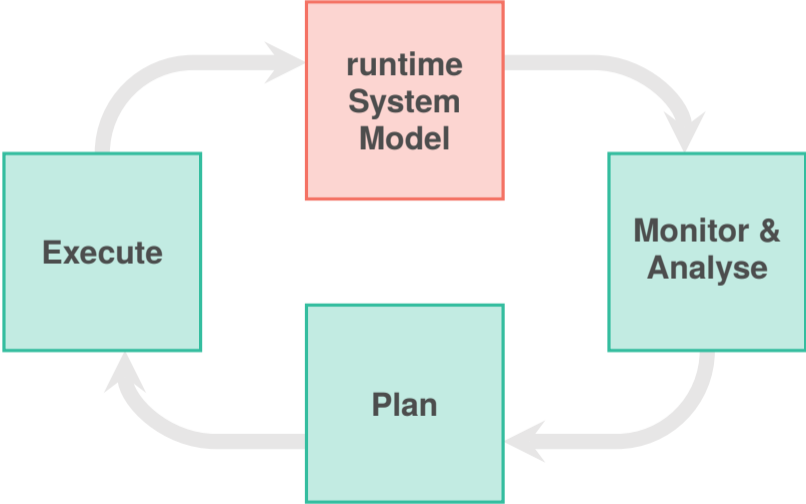 runtime
System
Model
Execute
Monitor &
Analyse
Plan